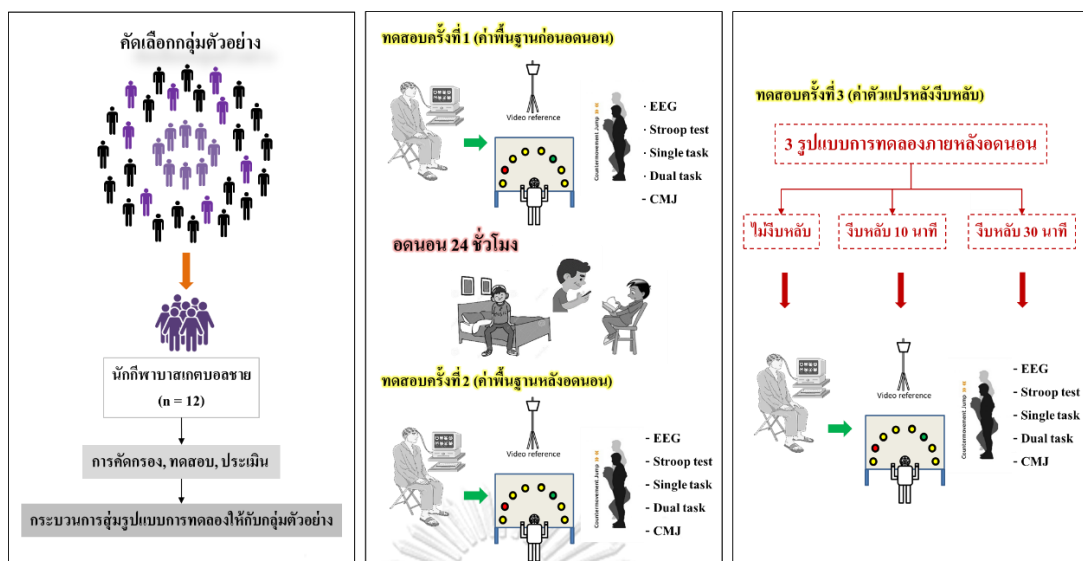 คัดเลือกกลุ่มตัวอย่าง
นักกีฬาบาสเกตบอลชาย
(n = 12)
การคัดกรอง, ทดสอบ, ประเมิน
กระบวนการสุ่มรูปแบบการทดลองให้กับกลุ่มตัวอย่าง
ทดสอบครั้งที่ 1 (ค่าพื้นฐานก่อนอดนอน)
Video reference
Countermovement Jump
· EEG
· Stroop test
· Single task
· Dual task
- CMJ
อดนอน 24 ชั่วโมง
ทดสอบครั้งที่ 2 (ค่าพื้นฐานหลังอดนอน)
Video reference
Countermovement Jump
- EEG
- Stroop test
- Single task
- Dual task
- CMJ
ทดสอบครั้งที่ 3 (ค่าตัวแปรหลังงีบหลับ)
3 รูปแบบการทดลองภายหลังอดนอน
ไม่งีบหลับ
งีบหลับ 10 นาที
งีบหลับ 30 นาที
Video reference
Countermovement Jump
- EEG
- Stroop test
- Single task
- Dual task
- CMJ